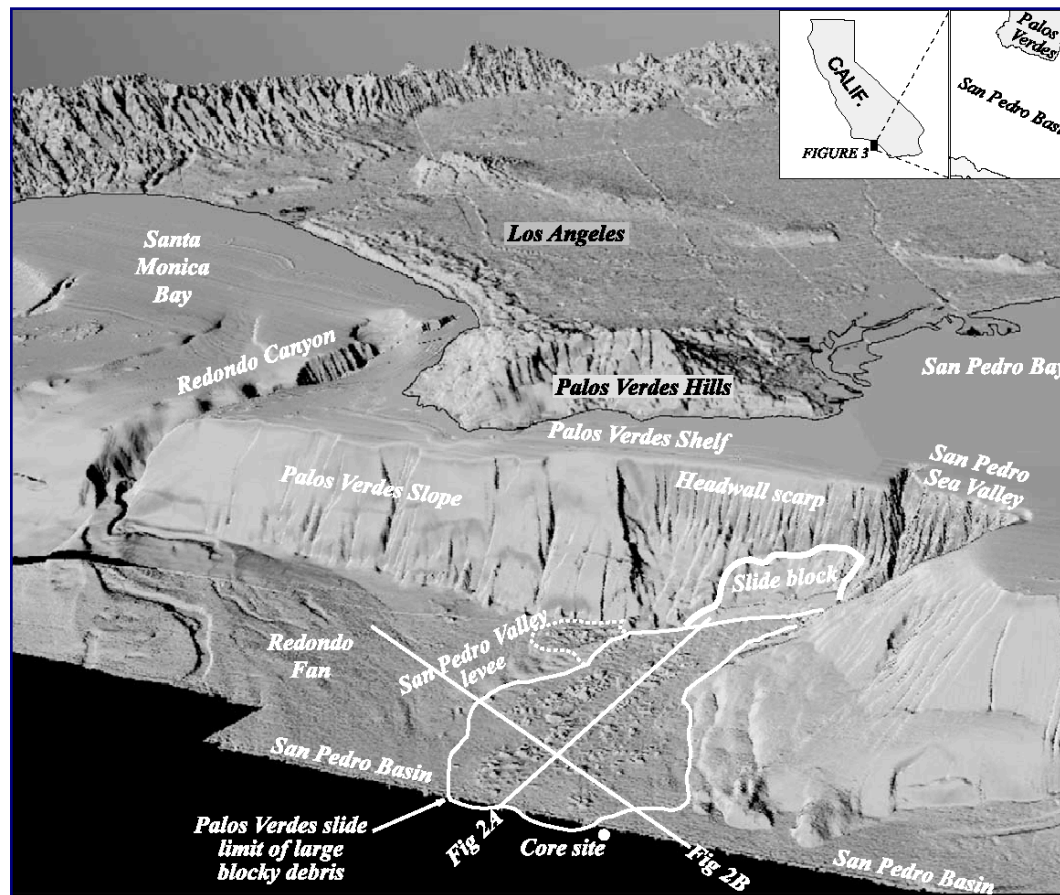 Palos
Verdes
CALIF.
San Pedro Basi
FIGURE 3
Los Angeles
Santa
Monica
Bay
Redondo Canyon
Palos Verdes Hills
San Pedro Bay
Palos Verdes Shelf
San Pedro
Sea Valley
Palos Verdes Slope
Headwall scarp
Slide block
Redondo
Fan
San Pedro Valley
levee
San Pedro Basin
Palos Verdes slide
limit of large
blocky debris
Fig 2A
Core site
Fig 2B
San Pedro Basin